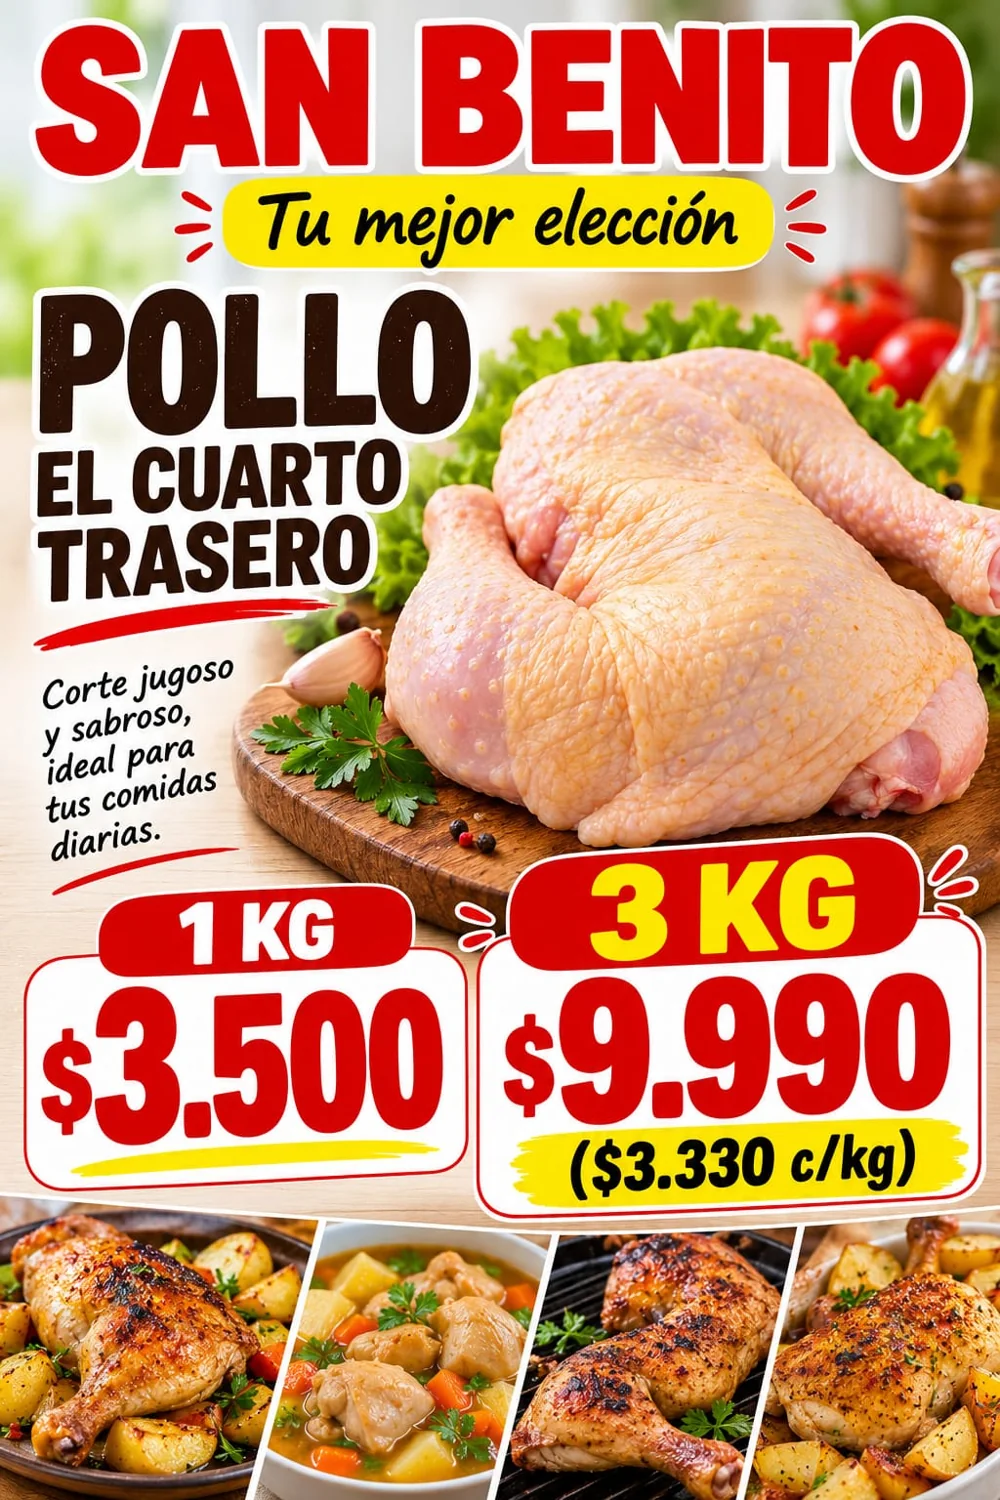 SAN BENITO
Tu mejor elección
POLLO
EL CUARTO
TRASERO
Corte jugoso
y sabroso,
ideal para
tus comidas
diarias.
1 KG
$3.500
3 KG
$9.990
($3.330 c/kg)